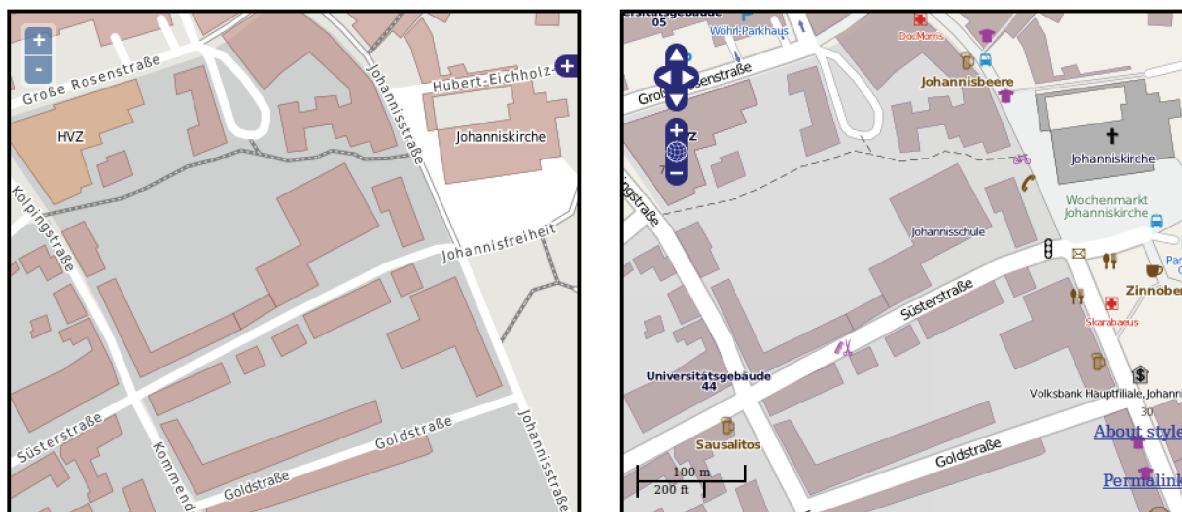 +
-
Große Rosenstraße
Johannisstraße
+
Hubert-Eichholz-
HVZ
Johanniskirche
Kolpingstraße
Johannisfreiheit
Süsterstraße
Kommend
Goldstraße
Goldstraße
Johannisstraße
05
Wöhrl-Parkhaus
DocMorris
Johannisbeere
Johanniskirche
Wochenmarkt
Johanniskirche
Johannisschule
Süsterstraße
Zinnober
Skarabaeus
Universitätsgebäude
44
Volksbank Hauptfiliale, Johanni
30
Sausalitos
Goldstraße
About style
Permalink
100 m
200 ft